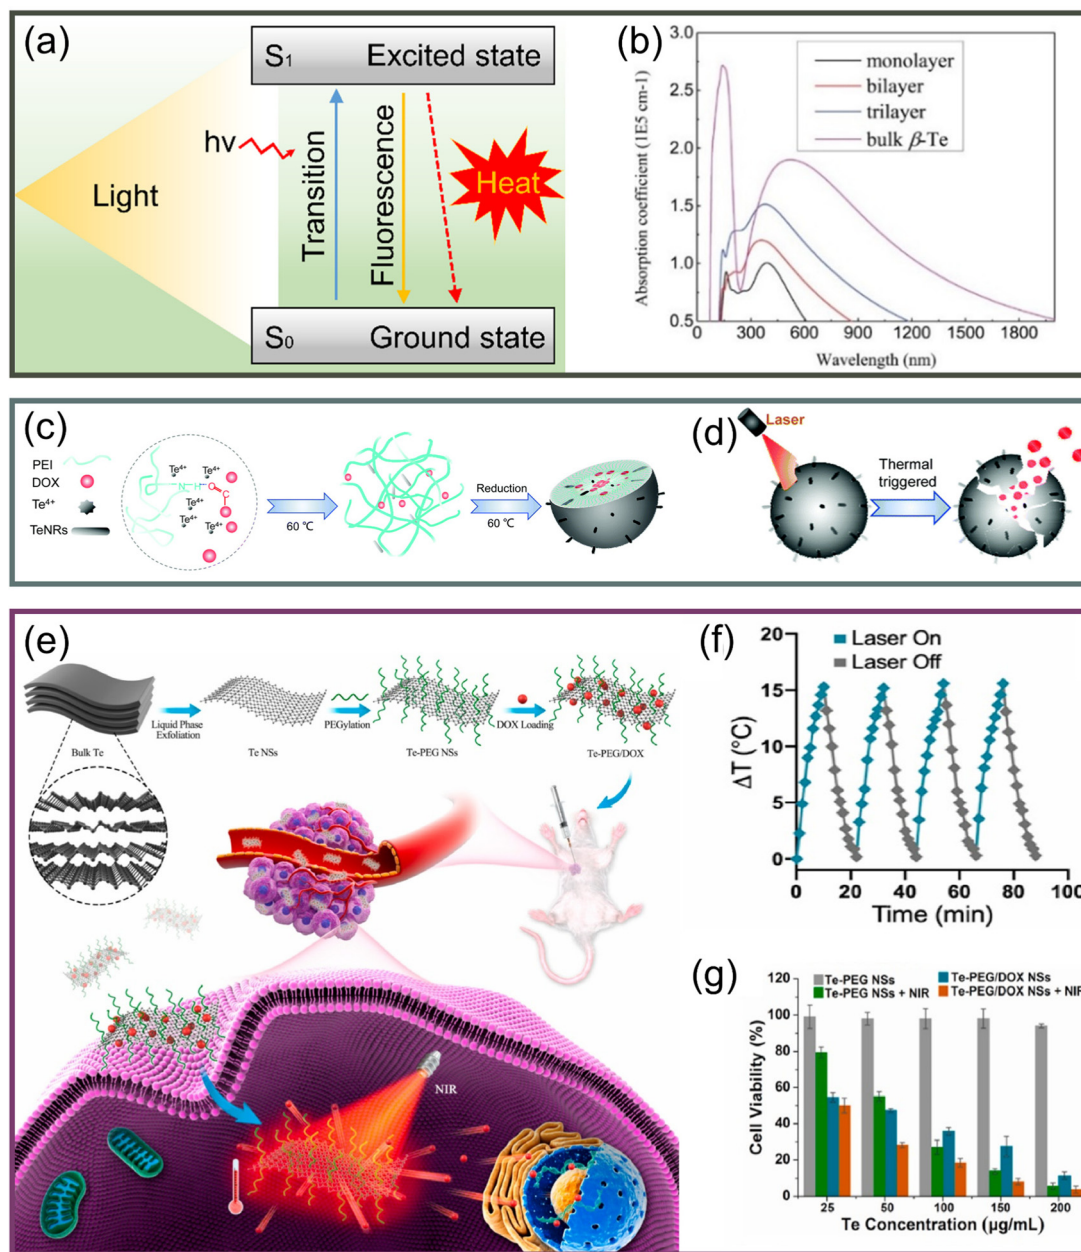 (a)
S1 Excited state
hν
Light
Transition
Fluorescence
Heat
S0 Ground state
(b)
Absorption coefficient (1E5 cm-1)
3.0
2.5
2.0
1.5
1.0
0.5
monolayer
bilayer
trilayer
bulk β-Te
0 300 600 900 1200 1500 1800
Wavelength (nm)
(c)
PEI
DOX
Te4+
TeNRs
Te4+ Te4+
N H O
C
Te4+
Te4+ O
Te4+ Te4+
60 ℃
Reduction
60 ℃
(d)
Laser
Thermal
triggered
(e)
Bulk Te
Liquid Phase
Exfoliation
Te NSs
PEGylation
Te-PEG NSs
DOX Loading
Te-PEG/DOX
NIR
(f)
Laser On
Laser Off
ΔT (°C)
20
15
10
5
0
0 20 40 60 80 100
Time (min)
(g)
Te-PEG NSs
Te-PEG NSs + NIR
Te-PEG/DOX NSs
Te-PEG/DOX NSs + NIR
Cell Viability (%)
120
100
80
60
40
20
0
25 50 100 150 200
Te Concentration (µg/mL)